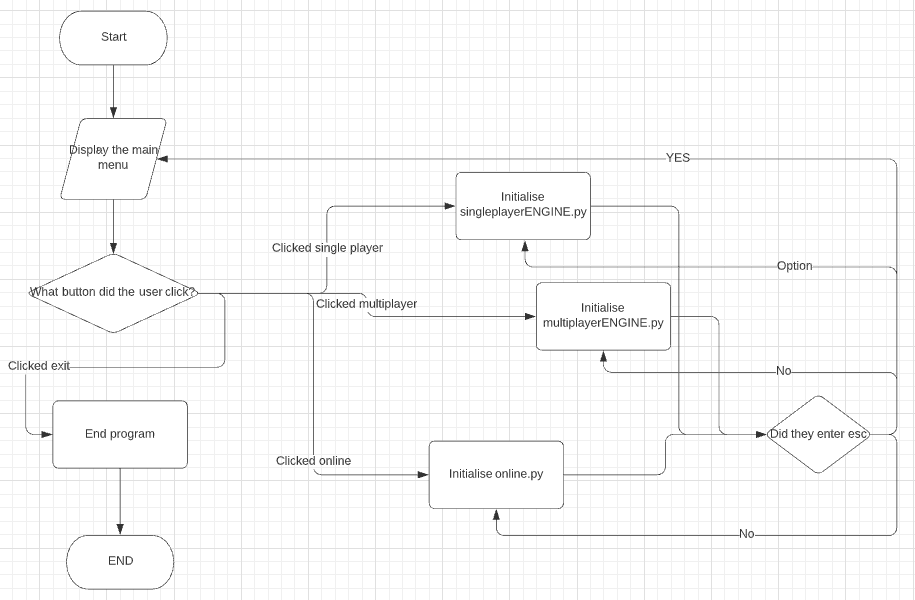 Start
Display the main
menu
YES
Initialise
singleplayerENGINE.py
Clicked single player
Option
What button did the user click?
Clicked multiplayer
Initialise
multiplayerENGINE.py
Clicked exit
No
End program
Did they enter esc
Clicked online
Initialise online.py
No
END